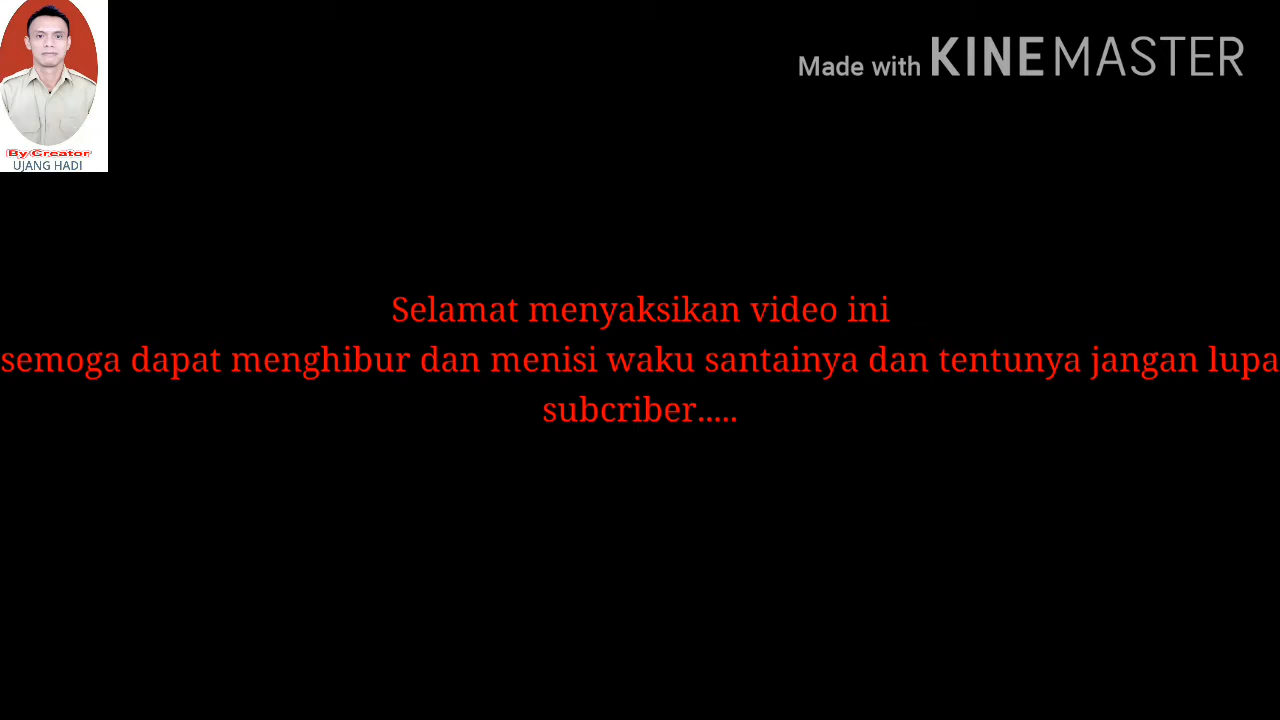 By Creator
UJANG HADI
Made with KINEMASTER
Selamat menyaksikan video ini
semoga dapat menghibur dan menisi waku santainya dan tentunya jangan lupa
subcriber.....